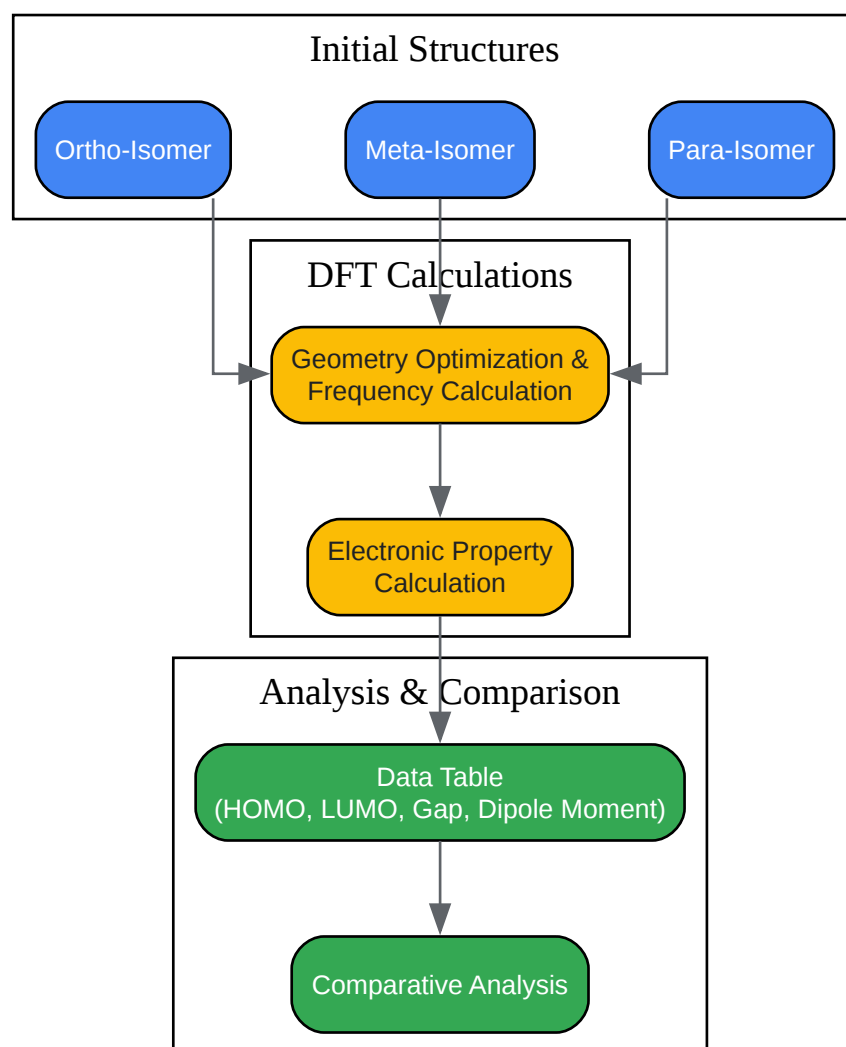 Initial Structures
Ortho-Isomer
Meta-Isomer
Para-Isomer
DFT Calculations
Geometry Optimization &
Frequency Calculation
Electronic Property
Calculation
Analysis & Comparison
Data Table
(HOMO, LUMO, Gap, Dipole Moment)
Comparative Analysis